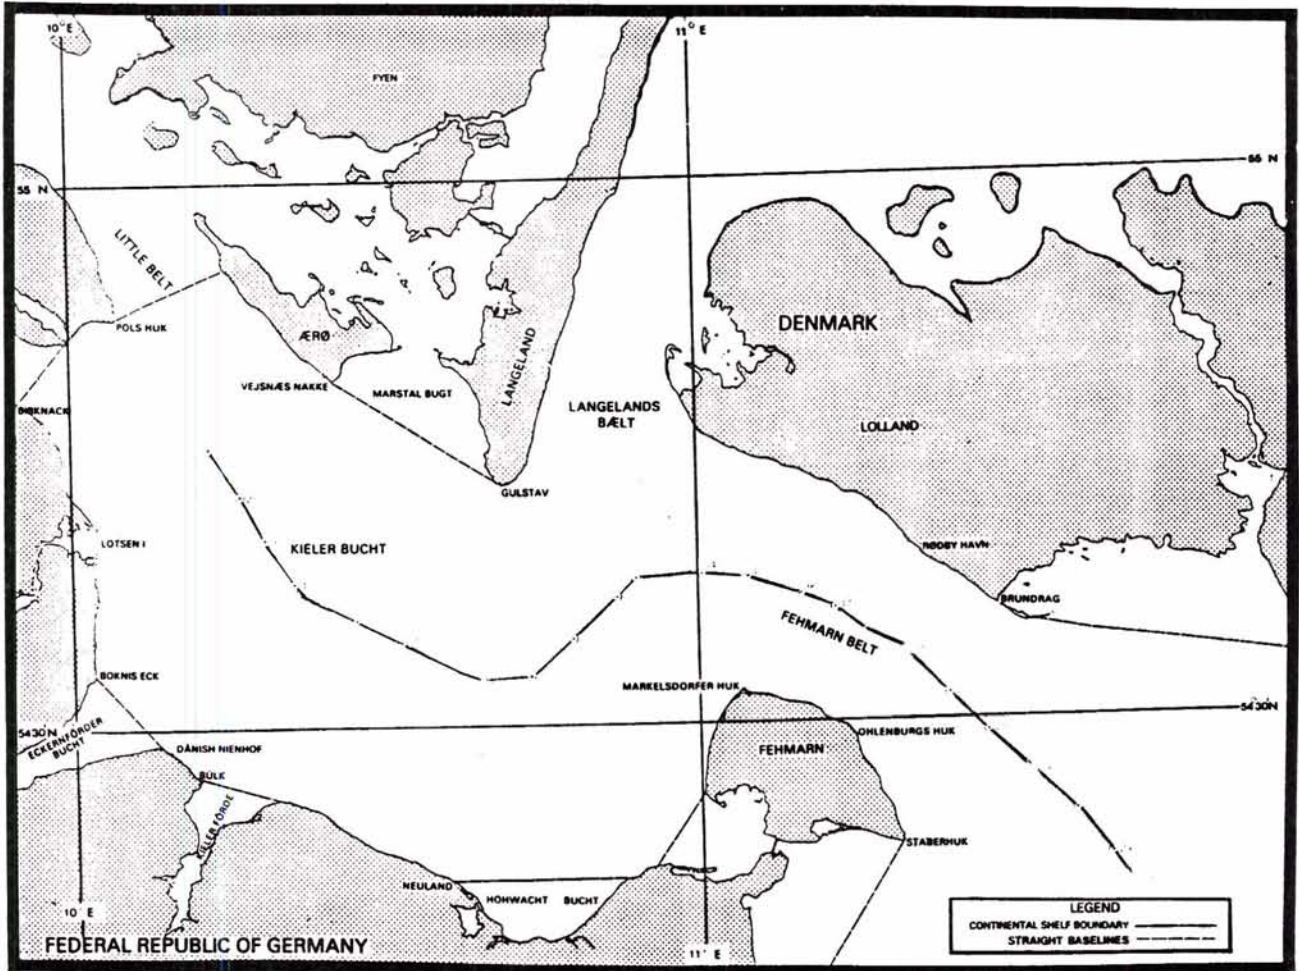 10°E
11° E
FYEN
55 N
55 N
LITTLE BELT
POLS HUK
ÆRØ
LANGELAND
DENMARK
VEJSNÆS NAKKE
MARSTAL BUGT
LANGELANDS
BÆLT
LOLLAND
GULSTAV
LOTSEN I
KIELER BUCHT
RØDBY HAVN
BRUNDRAG
FEHMARN BELT
BOKNIS ECK
MARKELSDORFER HUK
54 30 N
54 30 N
ECKERNFÖRDER
BUCHT
DÄNISH NIENHOF
OHLENBURGS HUK
FEHMARN
BÜLK
KIELER FÖRDE
STABERHUK
NEULAND
HOHWACHT BUCHT
10° E
11° E
FEDERAL REPUBLIC OF GERMANY
LEGEND
CONTINENTAL SHELF BOUNDARY
STRAIGHT BASELINES